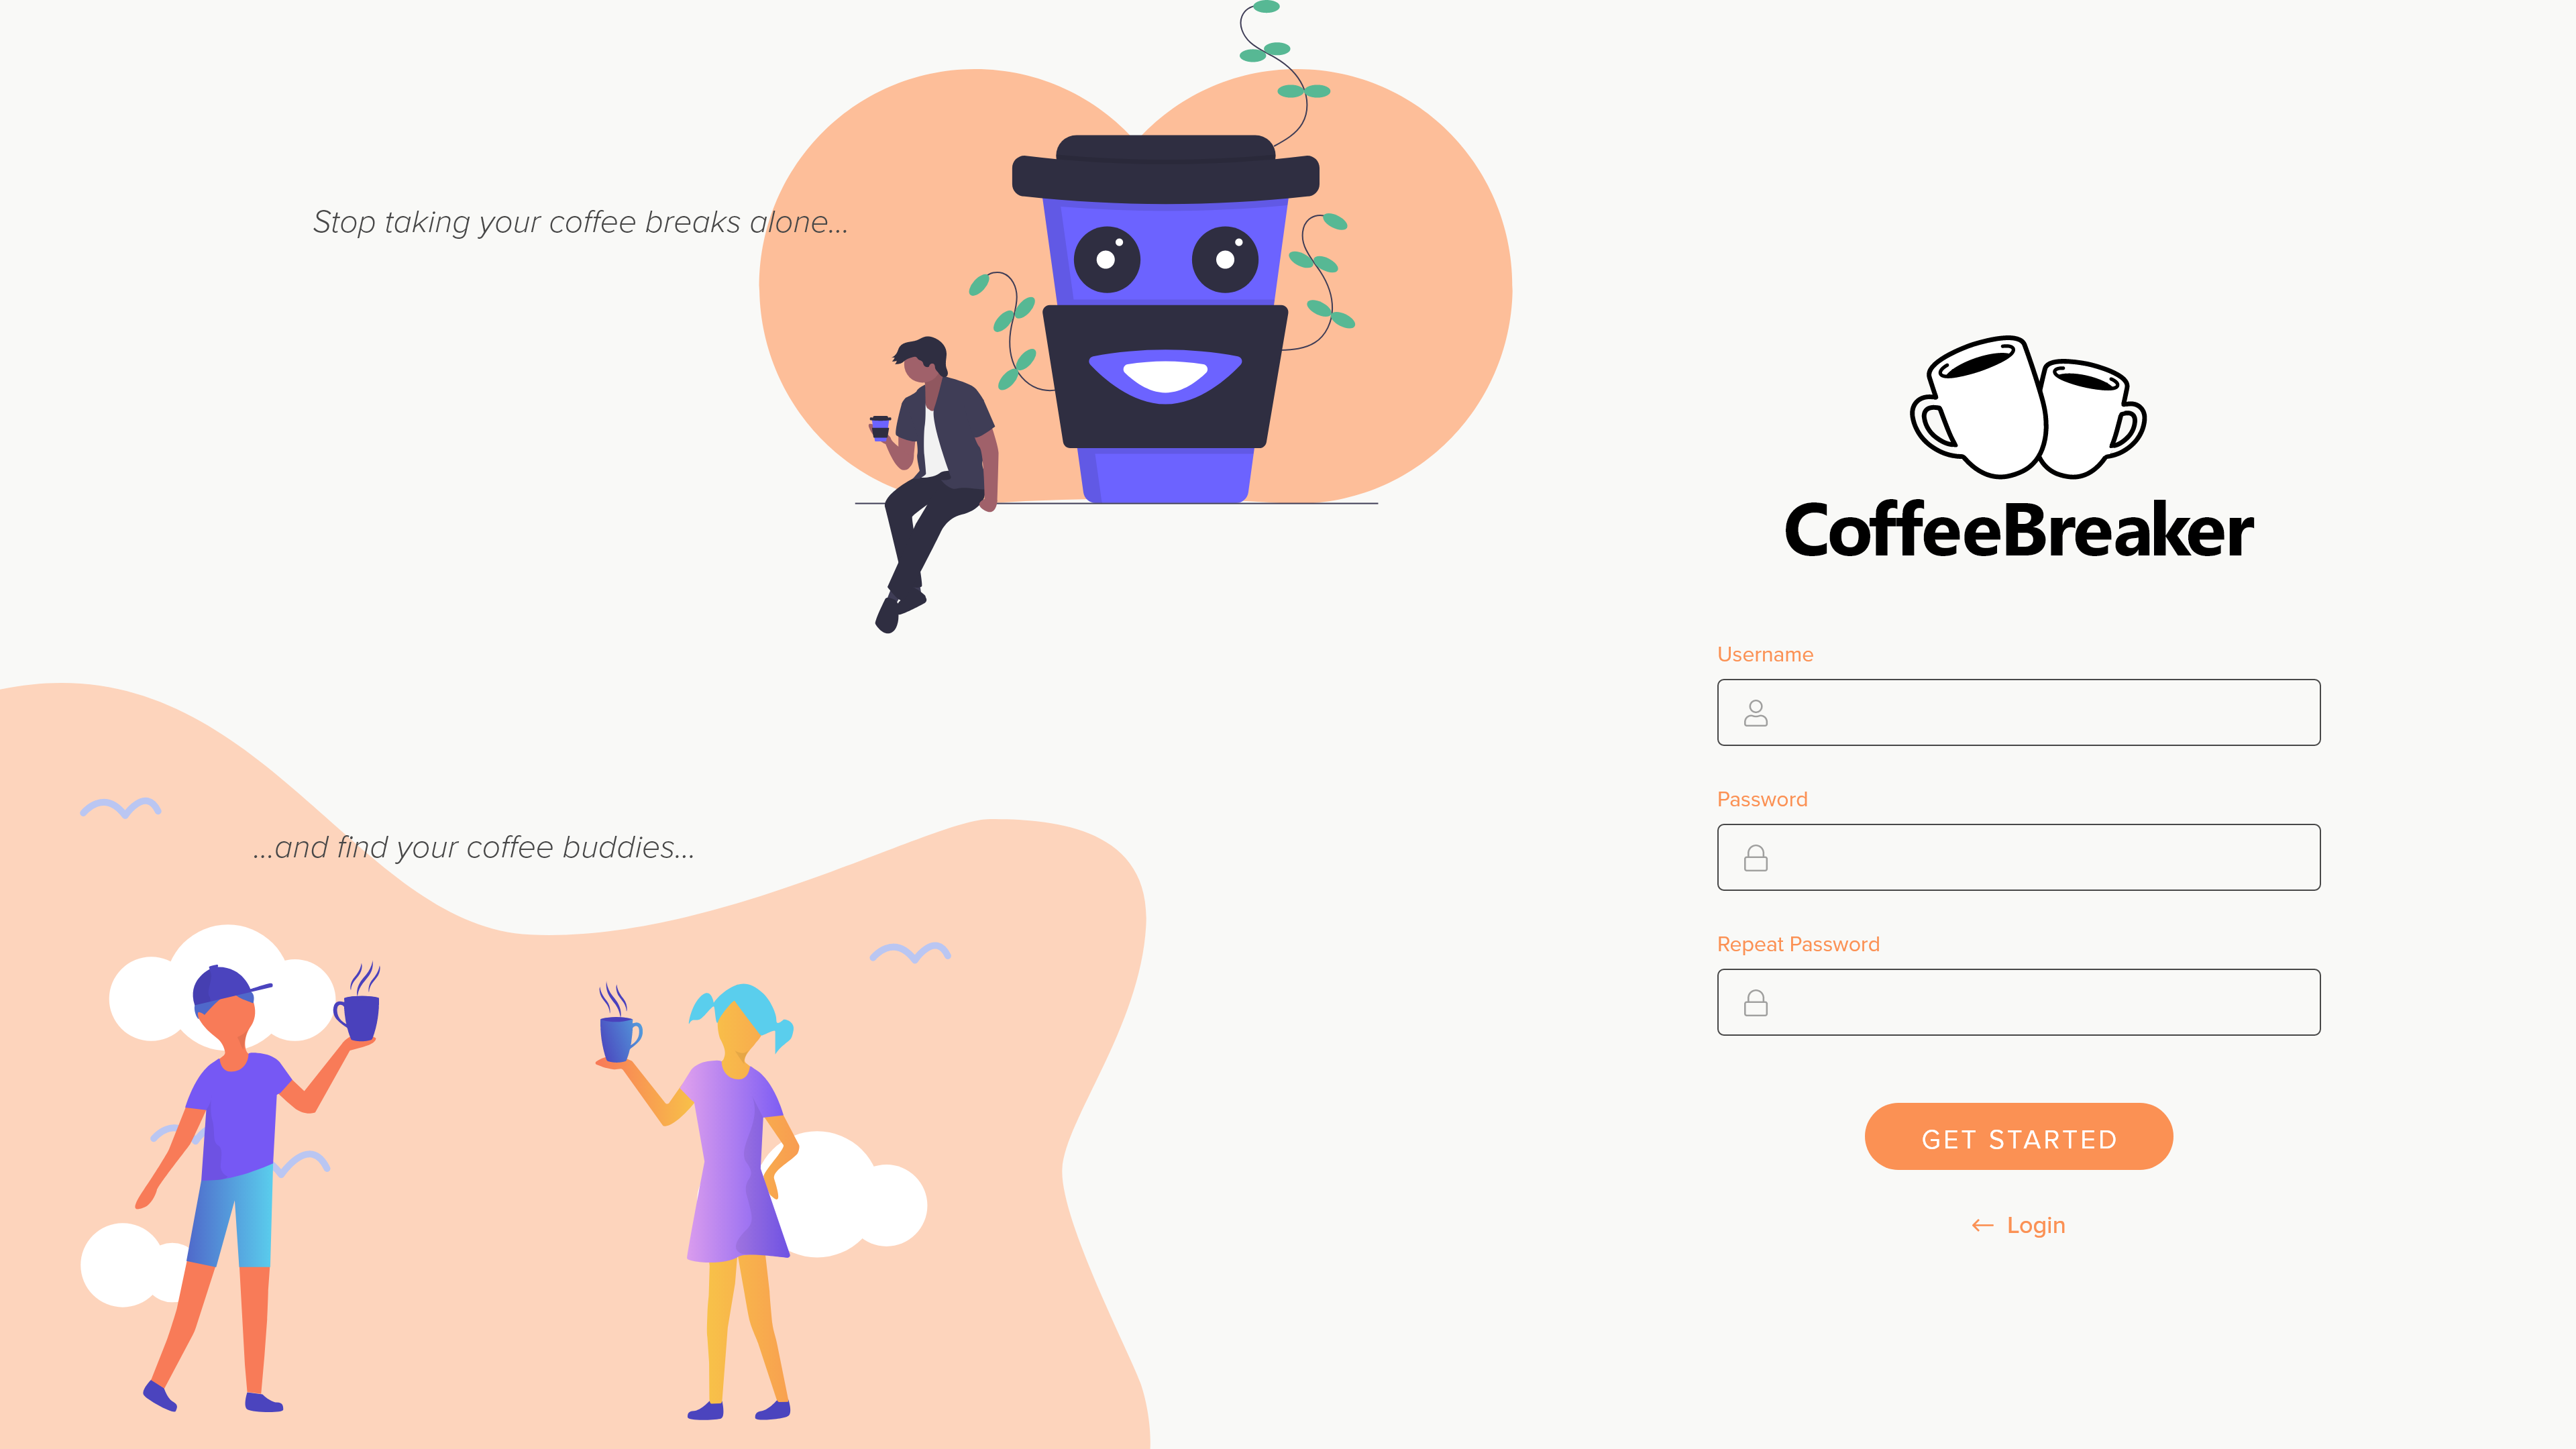 Stop taking your coffee breaks alone...
...and find your coffee buddies...
CoffeeBreaker
Username
Password
Repeat Password
GET STARTED
← Login